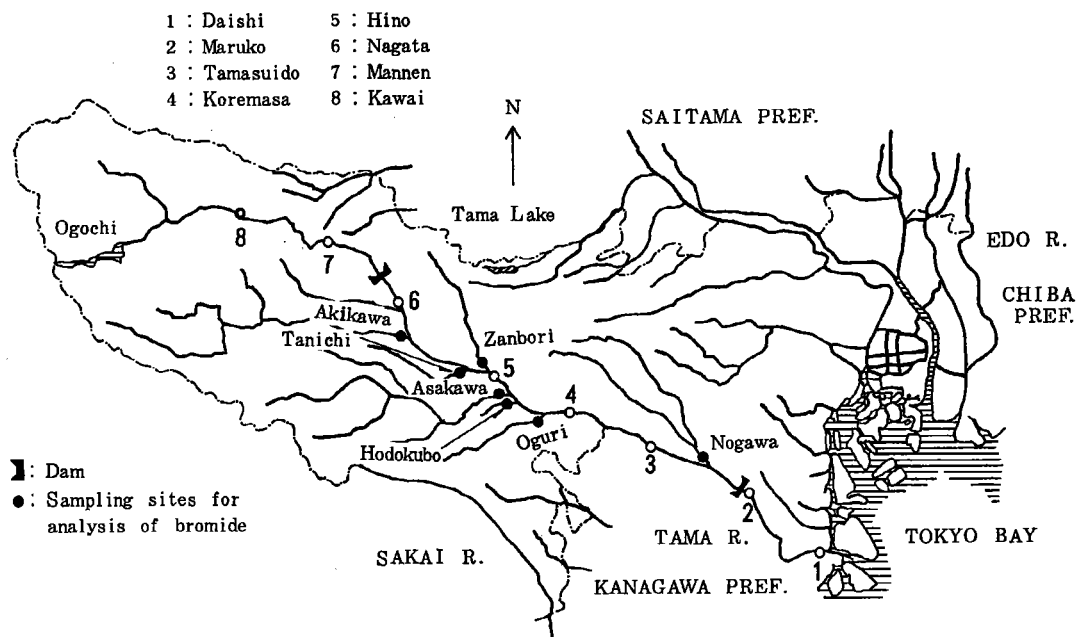 1 : Daishi
2 : Maruko
3 : Tamasuido
4 : Koremasa
5 : Hino
6 : Nagata
7 : Mannen
8 : Kawai
N
SAITAMA PREF.
Tama Lake
Ogochi
8
7
EDO R.
CHIBA
PREF.
6
Akikawa
Tanichi
Zanbori
5
Asakawa
4
Hodokubo
Oguri
3
Nogawa
2
: Dam
: Sampling sites for
analysis of bromide
SAKAI R.
TAMA R.
TOKYO BAY
1
KANAGAWA PREF.